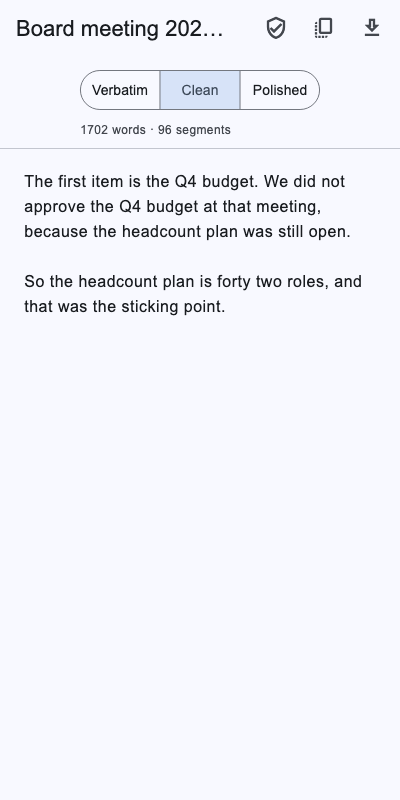 Board meeting 202…
Verbatim
Clean
Polished
1702 words · 96 segments
The first item is the Q4 budget. We did not
approve the Q4 budget at that meeting,
because the headcount plan was still open.
So the headcount plan is forty two roles, and
that was the sticking point.